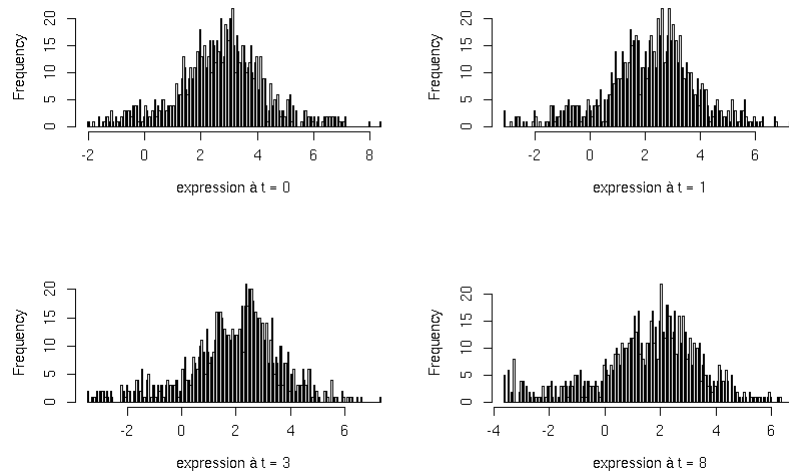 Frequency
0 5 10 15 20
-2 0 2 4 6 8
expression à t = 0
Frequency
0 5 10 15 20
-2 0 2 4 6
expression à t = 1
Frequency
0 5 10 15 20
-2 0 2 4 6
expression à t = 3
Frequency
0 5 10 15 20
-4 -2 0 2 4 6
expression à t = 8